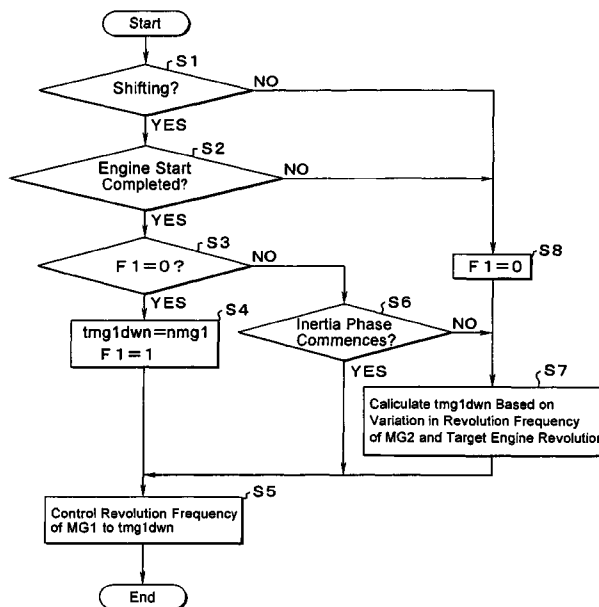 Start
S1
Shifting?
NO
YES
S2
Engine Start
Completed?
NO
YES
S3
F1=0?
NO
YES
S8
F1=0
S4
tmg1dwn=nmg1
F1=1
S6
Inertia Phase
Commences?
NO
YES
S7
Caliculate tmg1dwn Based on
Variation in Revolution Frequency
of MG2 and Target Engine Revolution
S5
Control Revolution Frequency
of MG1 to tmg1dwn
End